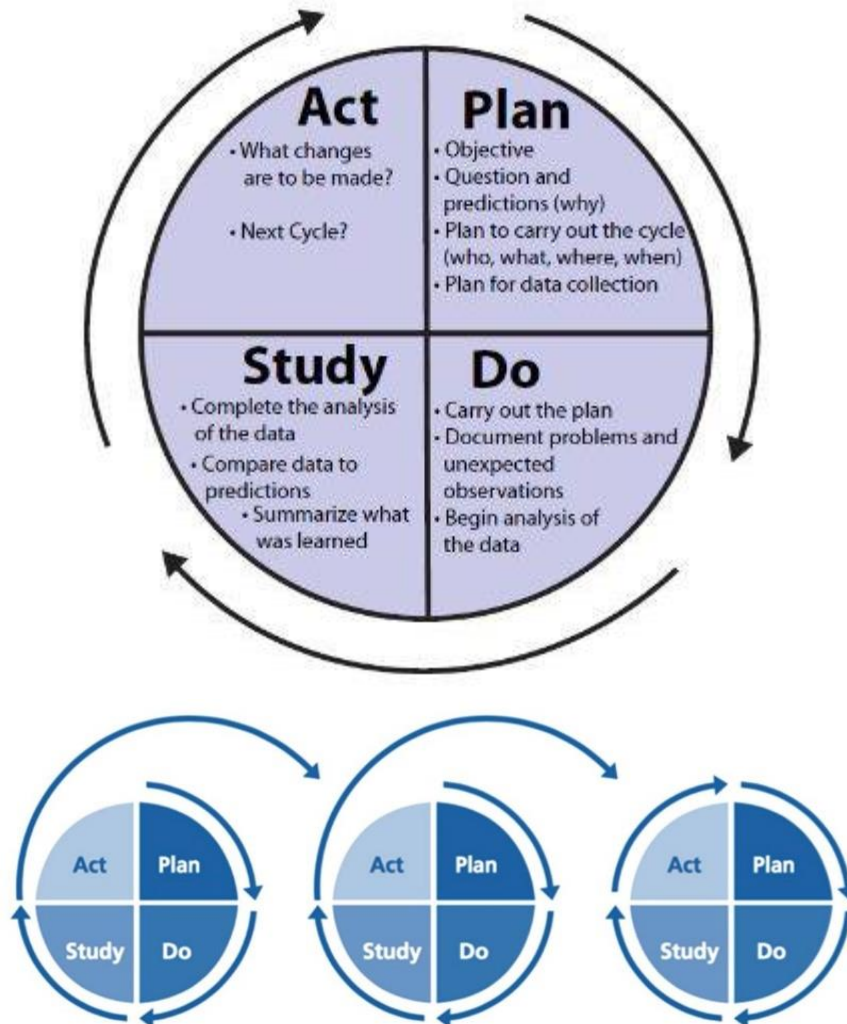 Act
• What changes
are to be made?
• Next Cycle?
Plan
• Objective
• Question and
predictions (why)
• Plan to carry out the cycle
(who, what, where, when)
• Plan for data collection
Study
• Complete the analysis
of the data
• Compare data to
predictions
• Summarize what
was learned
Do
• Carry out the plan
• Document problems and
unexpected
observations
• Begin analysis of
the data
Act
Plan
Study
Do
Act
Plan
Study
Do
Act
Plan
Study
Do